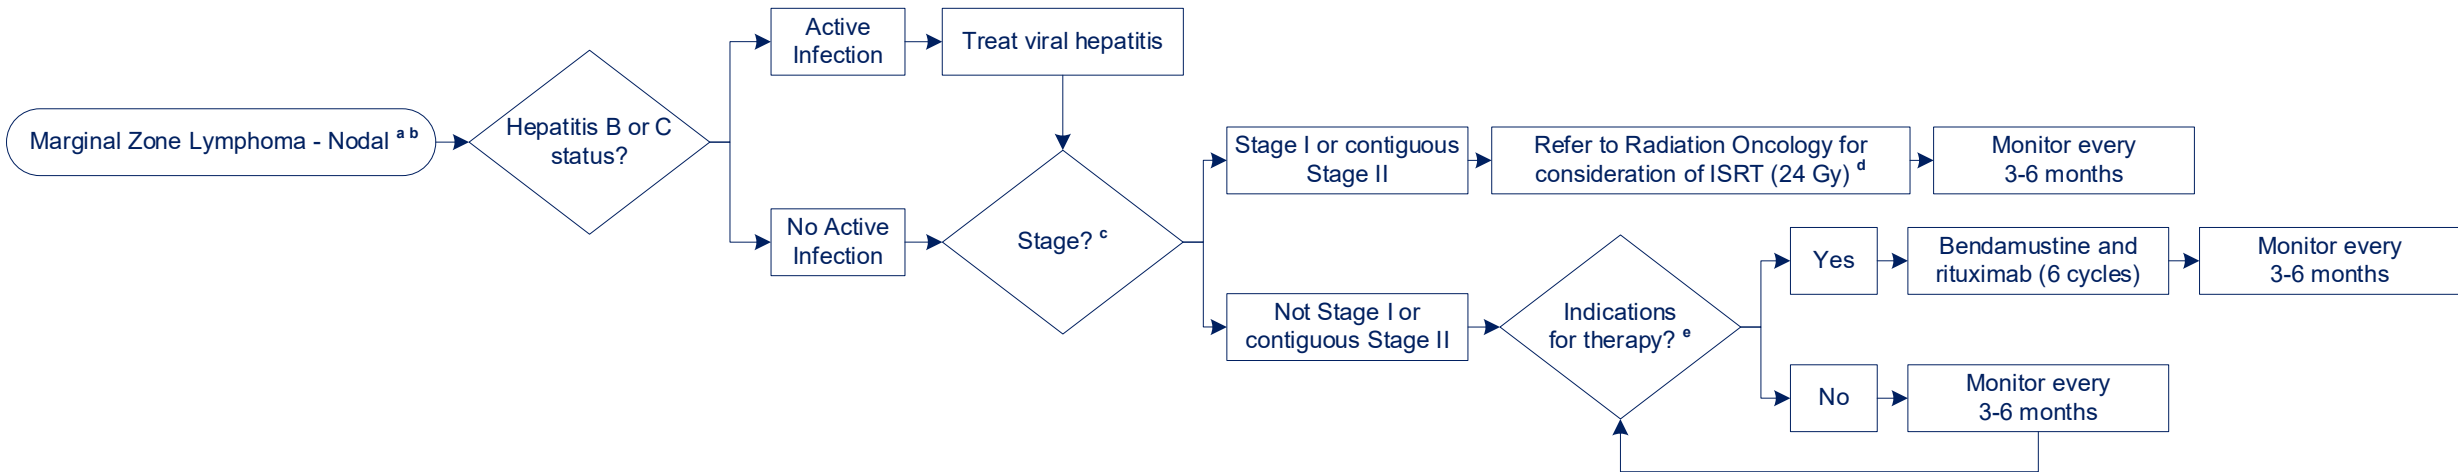 Marginal Zone Lymphoma - Nodal a b
Hepatitis B or C
status?
Active
Infection
Treat viral hepatitis
No Active
Infection
Stage? c
Stage I or contiguous
Stage II
Refer to Radiation Oncology for
consideration of ISRT (24 Gy) d
Monitor every
3-6 months
Not Stage I or
contiguous Stage II
Indications
for therapy? e
Yes
Bendamustine and
rituximab (6 cycles)
Monitor every
3-6 months
No
Monitor every
3-6 months